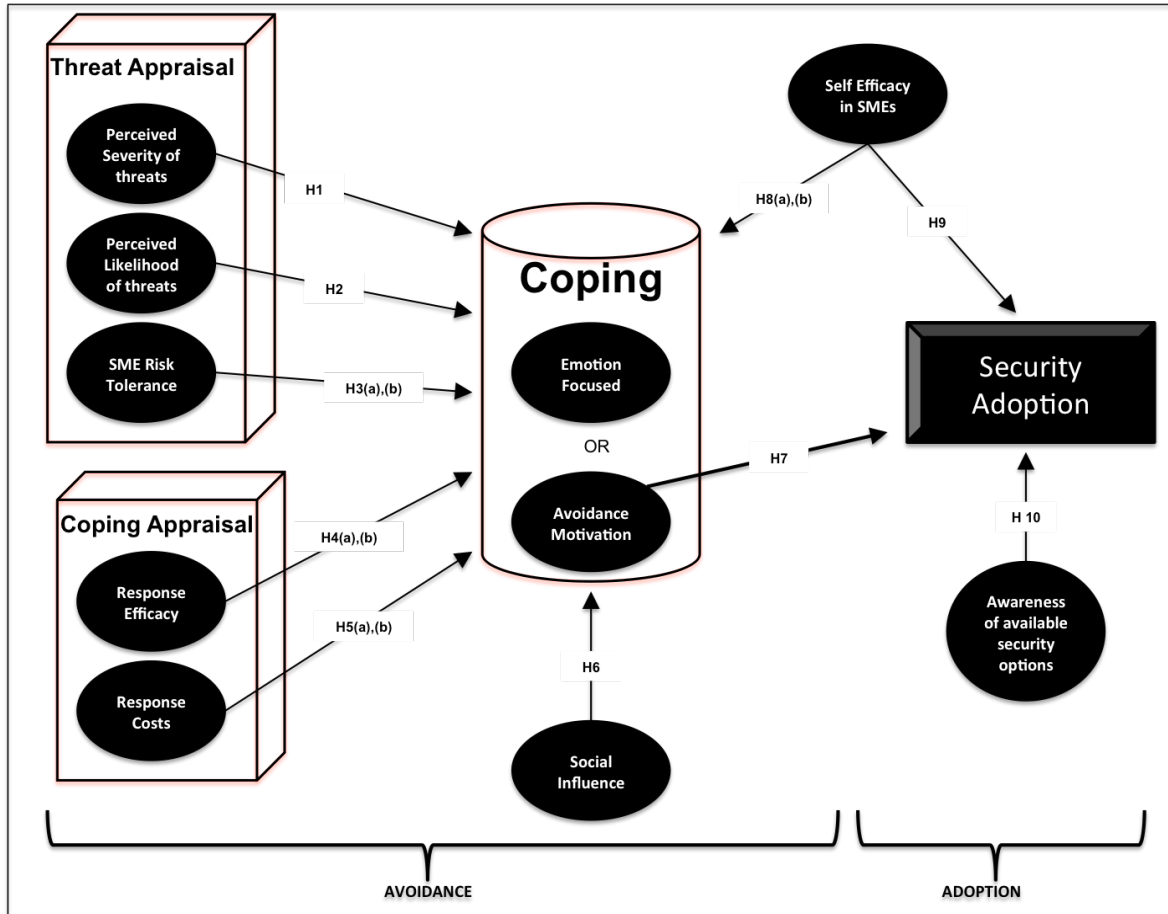 Threat Appraisal
Perceived
Severity of
threats
Perceived
Likelihood
of threats
SME Risk
Tolerance
H1
H2
H3(a),(b)
Coping Appraisal
Response
Efficacy
Response
Costs
H4(a),(b)
H5(a),(b)
Coping
Emotion
Focused
OR
Avoidance
Motivation
H6
Social
Influence
Self Efficacy
in SMEs
H8(a),(b)
H9
H7
Security
Adoption
H 10
Awareness
of available
security
options
AVOIDANCE
ADOPTION